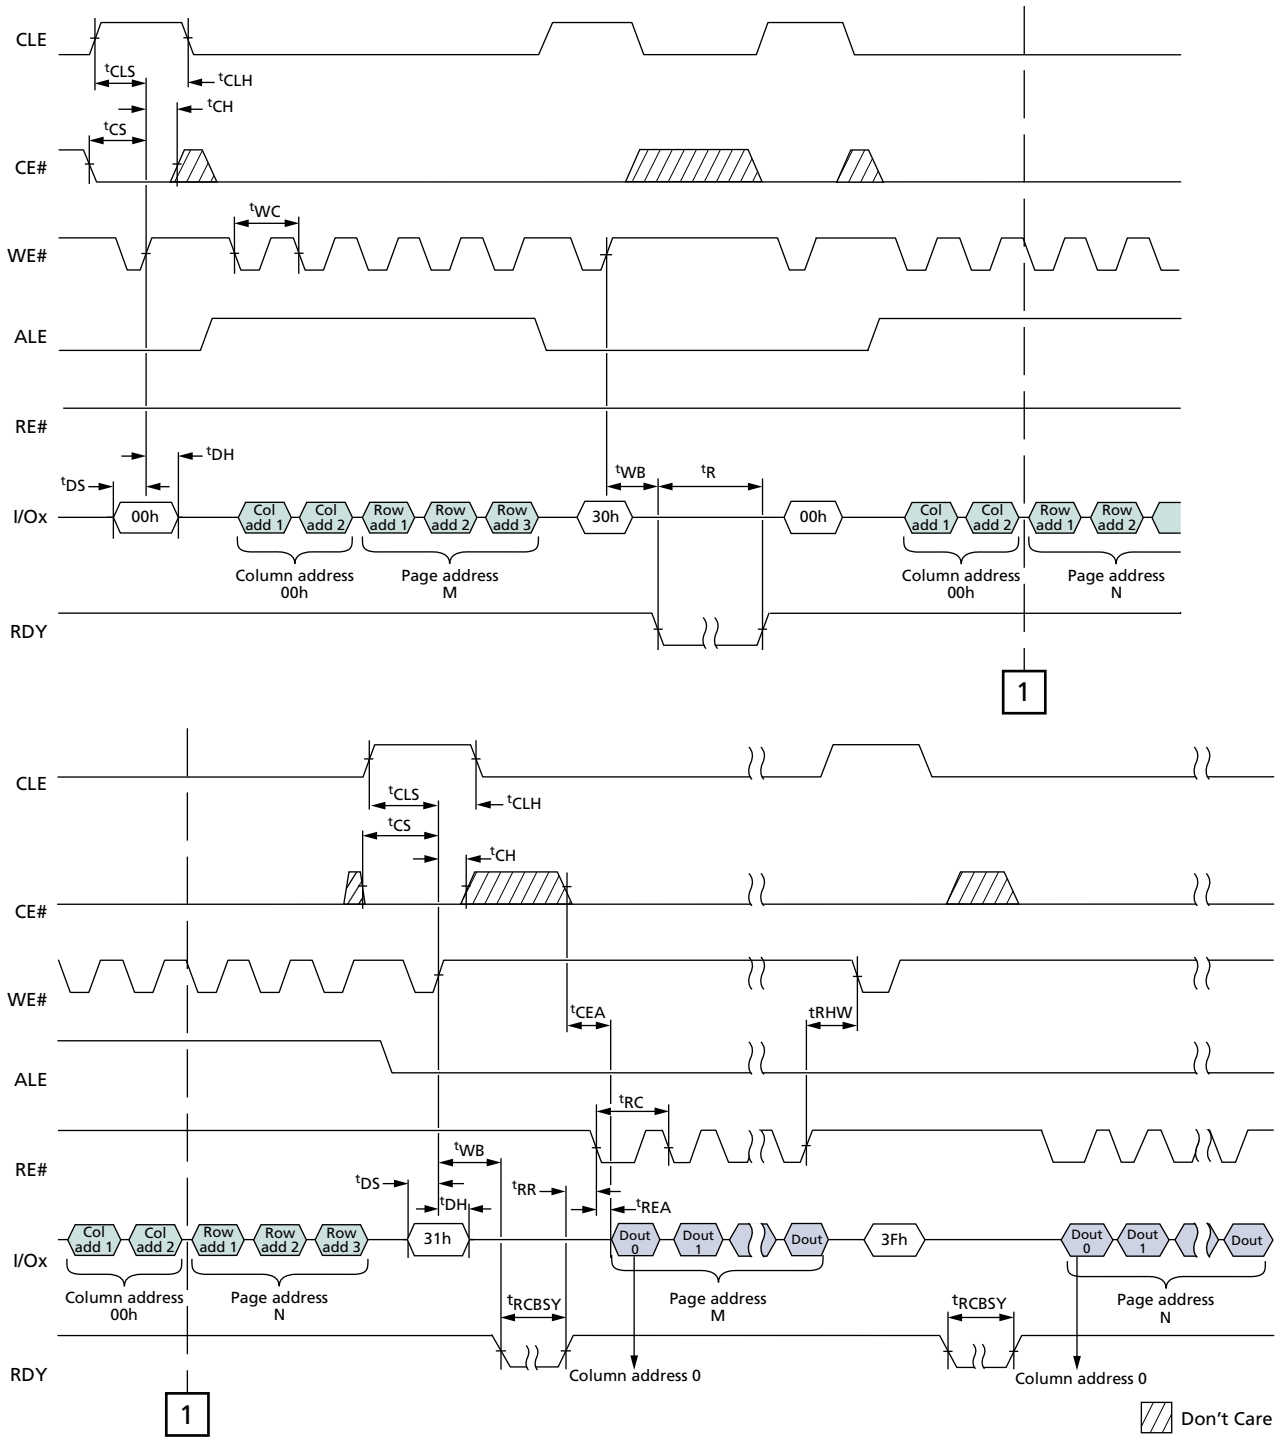 CLE
tCLS
tCLH
tCH
tCS
CE#
tWC
WE#
ALE
RE#
tDH
tDS
tWB
tR
I/Ox
00h
Col add 1
Col add 2
Row add 1
Row add 2
Row add 3
30h
00h
Col add 1
Col add 2
Row add 1
Row add 2
Column address
00h
Page address
M
Column address
00h
Page address
N
RDY
1
CLE
tCLS
tCLH
tCS
tCH
CE#
WE#
tCEA
tRHW
ALE
tRC
tWB
RE#
tDS
tRR
tDH
tREA
I/Ox
Col add 1
Col add 2
Row add 1
Row add 2
Row add 3
31h
Dout 0
Dout 1
Dout
3Fh
Dout 0
Dout 1
Dout
Column address
00h
Page address
N
tRCBSY
Page address
M
tRCBSY
Page address
N
RDY
Column address 0
Column address 0
1
Don't Care